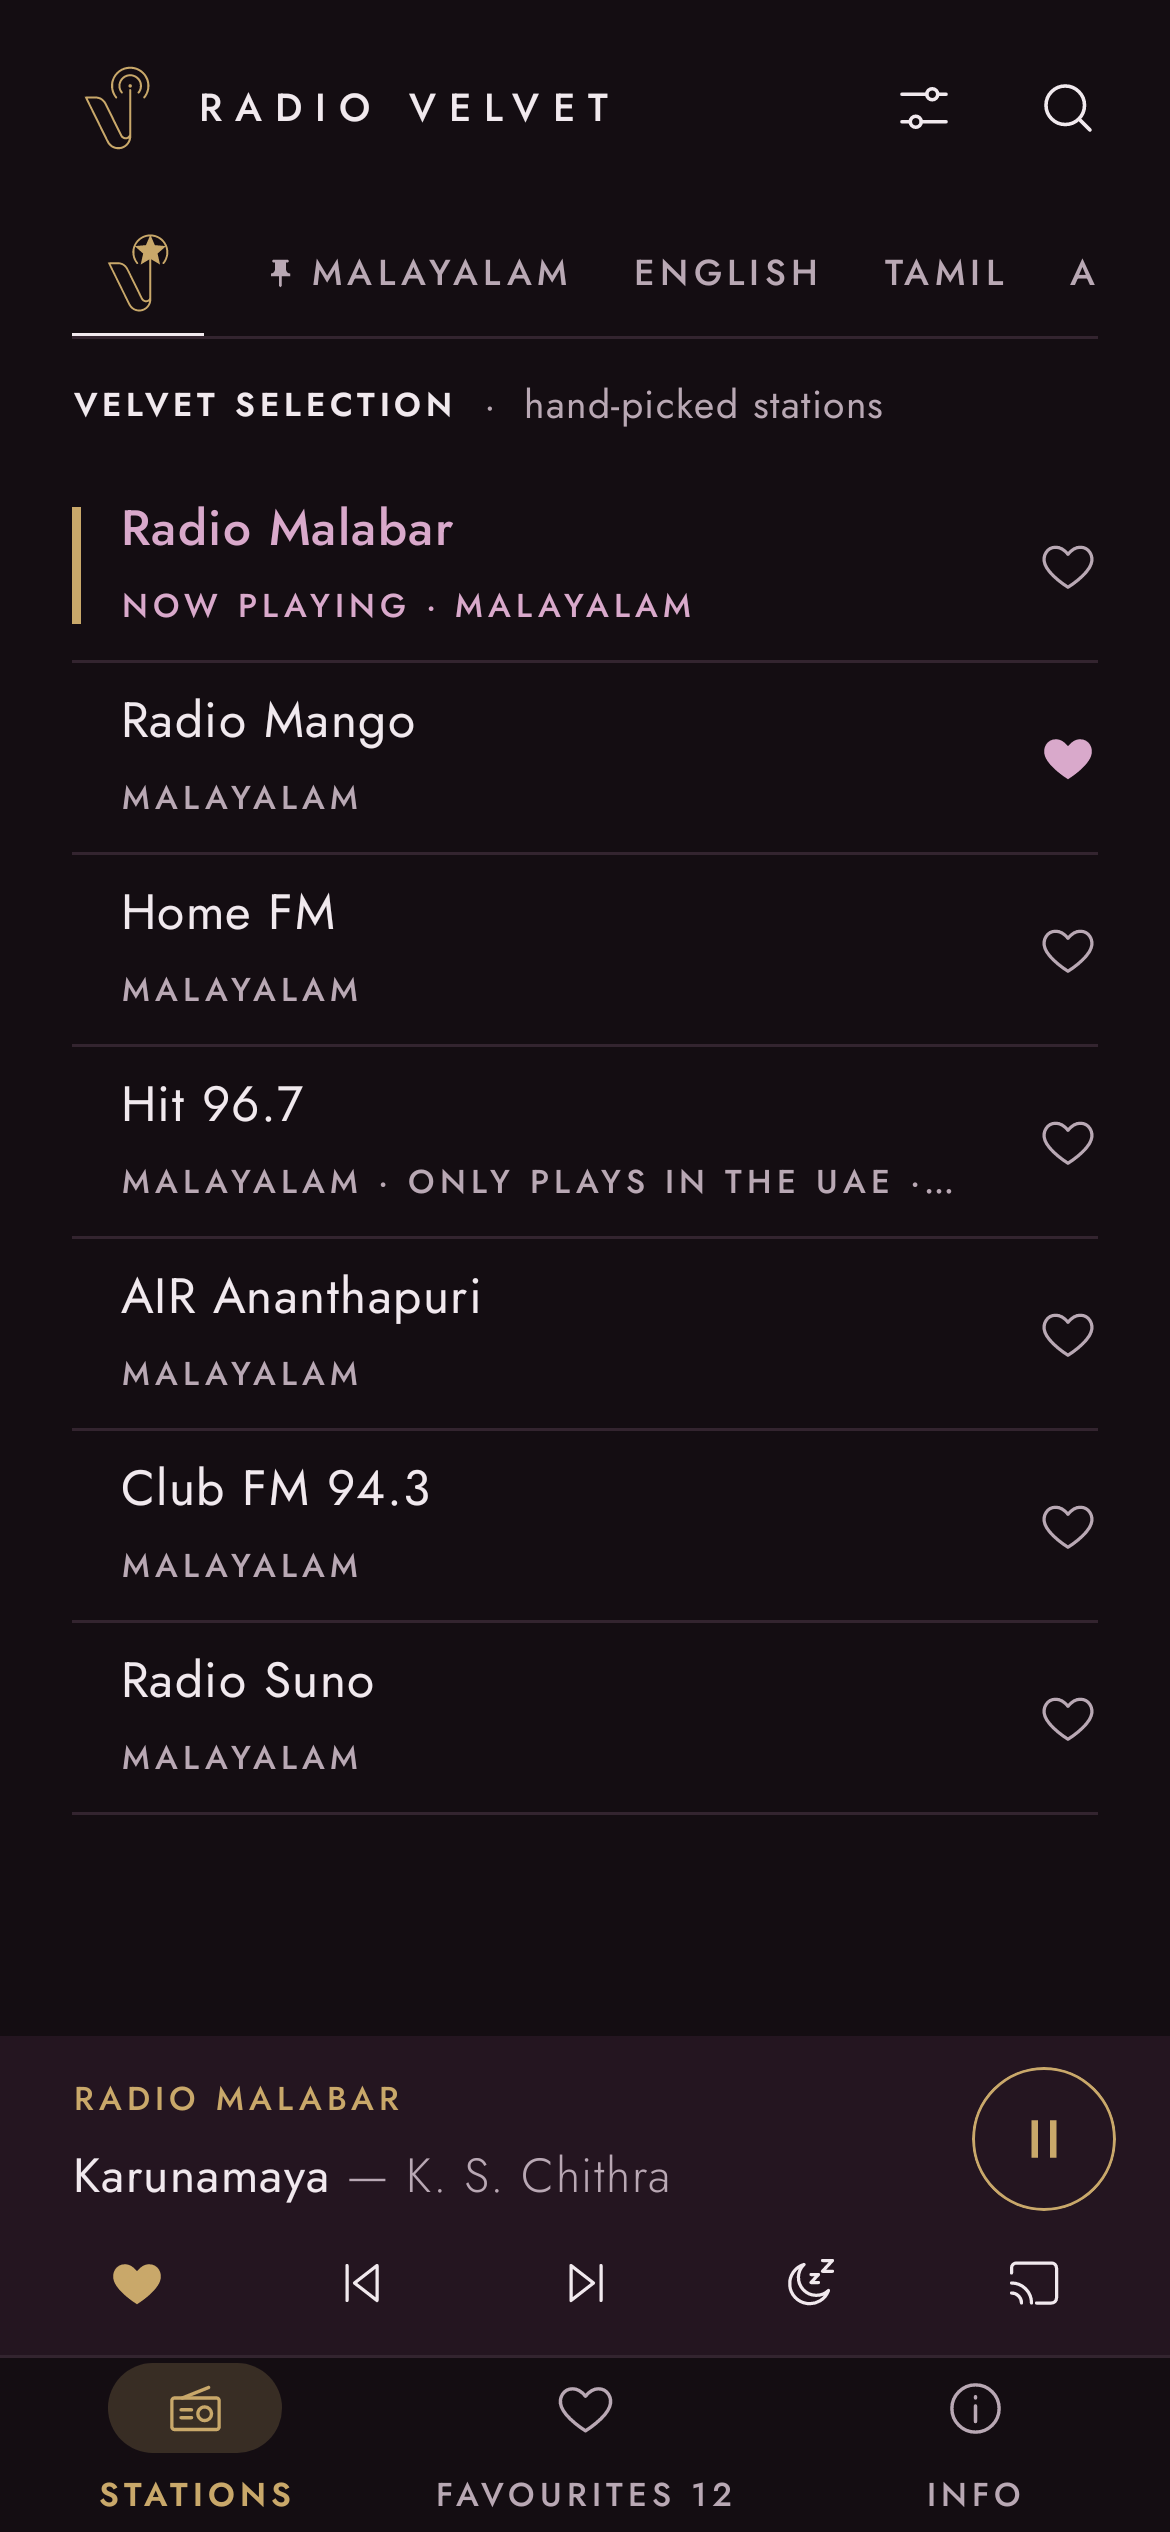 RADIO VELVET
MALAYALAM ENGLISH TAMIL A
VELVET SELECTION · hand-picked stations
Radio Malabar
NOW PLAYING · MALAYALAM
Radio Mango
MALAYALAM
Home FM
MALAYALAM
Hit 96.7
MALAYALAM · ONLY PLAYS IN THE UAE ·...
AIR Ananthapuri
MALAYALAM
Club FM 94.3
MALAYALAM
Radio Suno
MALAYALAM
RADIO MALABAR
Karunamaya — K. S. Chithra
STATIONS FAVOURITES 12 INFO